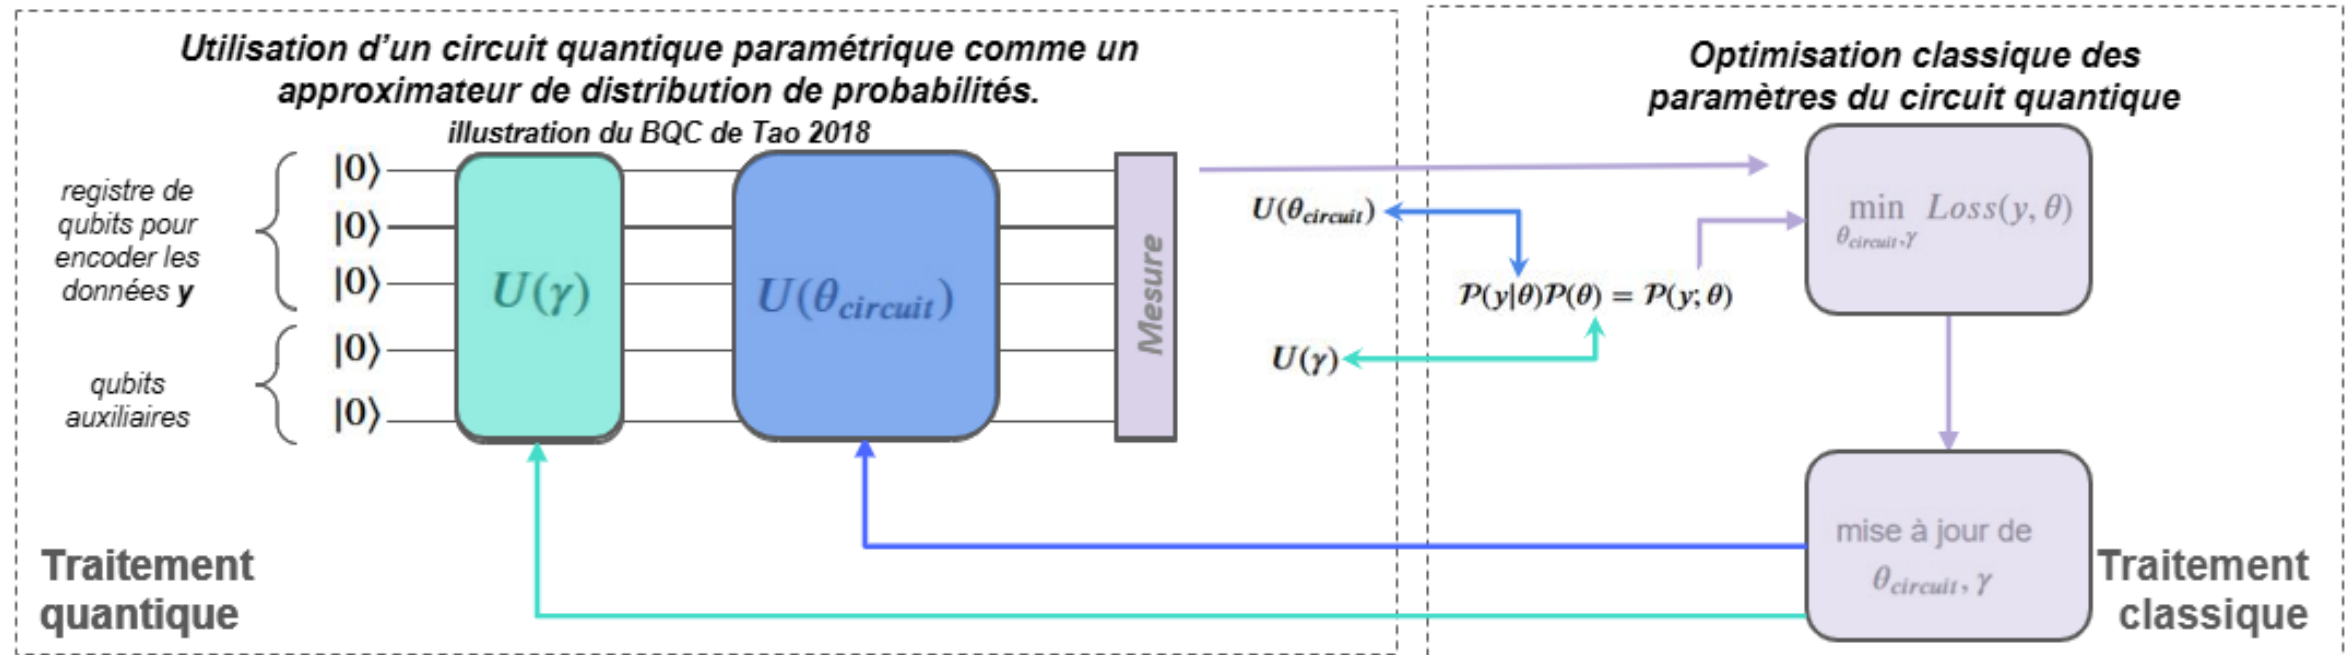 Utilisation d'un circuit quantique paramétrique comme un
approximateur de distribution de probabilités.
illustration du BQC de Tao 2018
registre de
qubits pour
encoder les
données y
qubits
auxiliaires
|0⟩
|0⟩
|0⟩
|0⟩
|0⟩
U(γ)
U(θcircuit)
Mesure
Traitement
quantique
U(θcircuit)
P(y|θ)P(θ) = P(y; θ)
U(γ)
Optimisation classique des
paramètres du circuit quantique
min Loss(y, θ)
θcircuit,γ
mise à jour de
θcircuit, γ
Traitement
classique